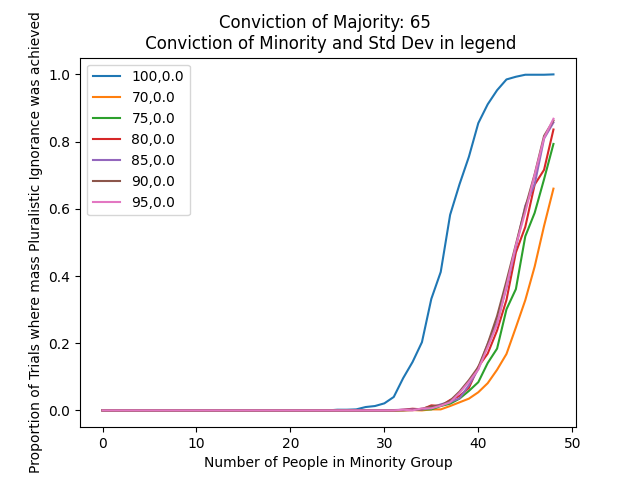 Conviction of Majority: 65
Conviction of Minority and Std Dev in legend
Proportion of Trials where mass Pluralistic Ignorance was achieved
1.0
0.8
0.6
0.4
0.2
0.0
100,0.0
70,0.0
75,0.0
80,0.0
85,0.0
90,0.0
95,0.0
0 10 20 30 40 50
Number of People in Minority Group